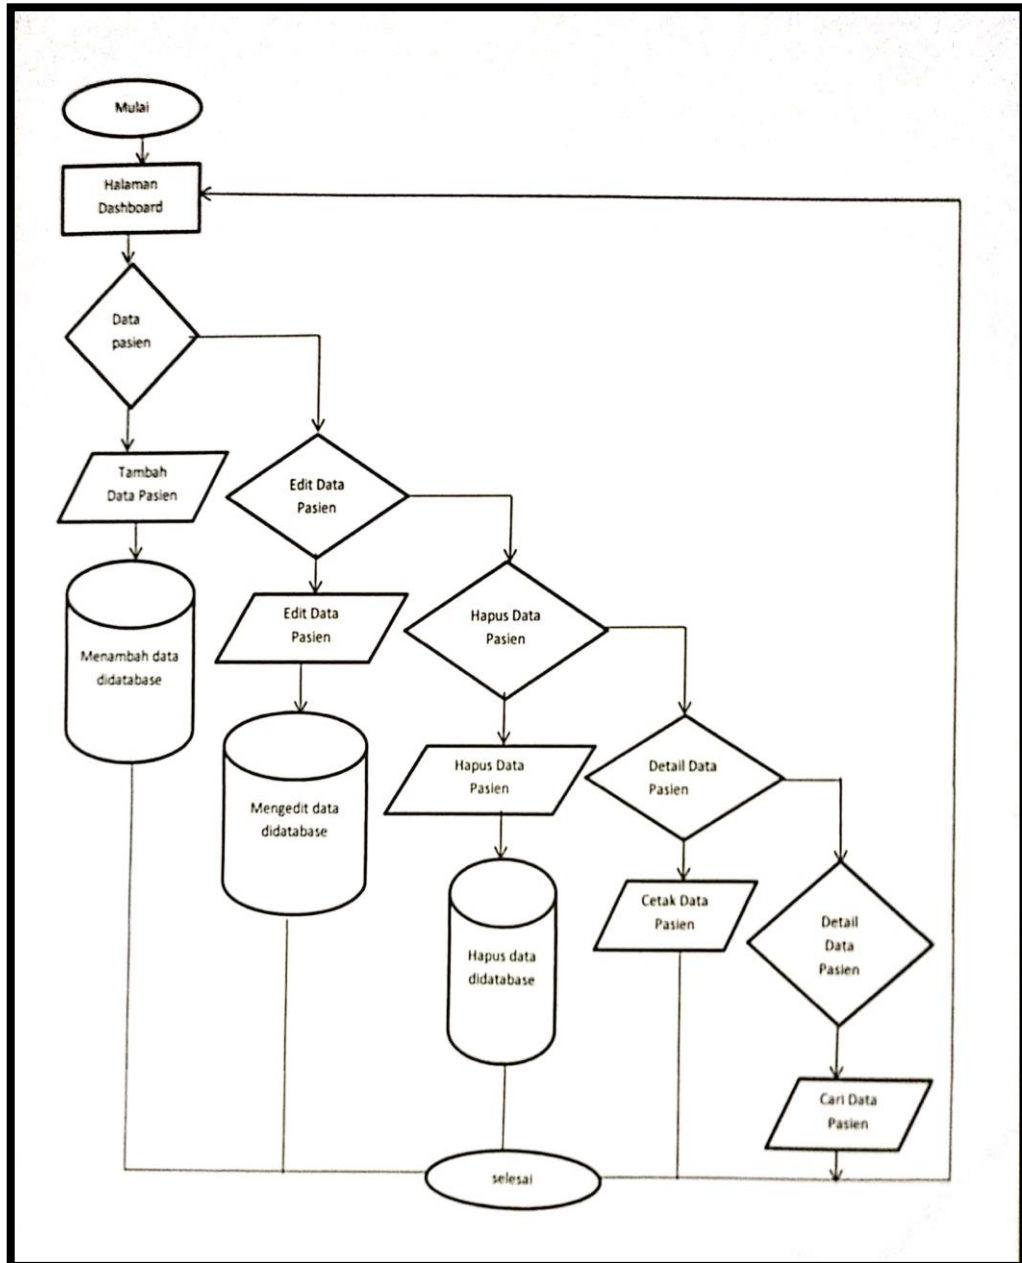 Mulai
Halaman
Dashboard
Data
pasien
Tambah
Data Pasien
Menambah data
didatabase
Edit Data
Pasien
Edit Data
Pasien
Mengedit data
didatabase
Hapus Data
Pasien
Hapus Data
Pasien
Hapus data
didatabase
Detail Data
Pasien
Cetak Data
Pasien
Detail
Data
Pasien
Cari Data
Pasien
selesai